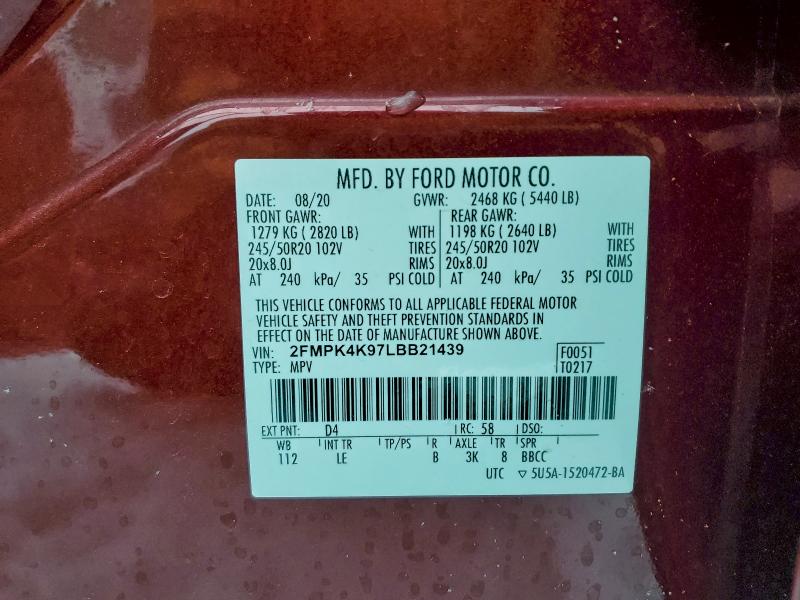 MFD. BY FORD MOTOR CO.
DATE: 08/20 GVWR: 2468 KG ( 5440 LB)
FRONT GAWR: REAR GAWR:
1279 KG ( 2820 LB) WITH 1198 KG ( 2640 LB) WITH
245/50R20 102V TIRES 245/50R20 102V TIRES
20x8.0J RIMS 20x8.0J RIMS
AT 240 kPa/ 35 PSI COLD AT 240 kPa/ 35 PSI COLD
THIS VEHICLE CONFORMS TO ALL APPLICABLE FEDERAL MOTOR
VEHICLE SAFETY AND THEFT PREVENTION STANDARDS IN
EFFECT ON THE DATE OF MANUFACTURE SHOWN ABOVE.
VIN: 2FMPK4K97LBB21439 F0051
TYPE: MPV T0217
EXT PNT: D4 RC: 58 DSO:
WB INT TR TP/PS R AXLE TR SPR
112 LE B 3K 8 BBCC
UTC ▽ 5U5A-1520472-BA